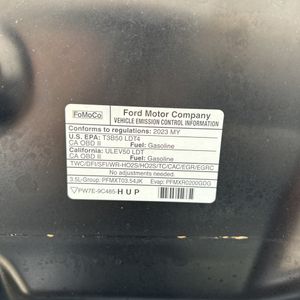 FoMoCo
Ford Motor Company
VEHICLE EMISSION CONTROL INFORMATION
Conforms to regulations: 2023 MY
U.S. EPA: T3B50 LDT4
CA OBD II Fuel: Gasoline
California: ULEV50 LDT
CA OBD II Fuel: Gasoline
TWC/DFI/SFI/WR-HO2S/HO2S/TC/CAC/EGR/EGRC
No adjustments needed.
3.5L-Group: PFMXT03.54JK Evap: PFMXR0200GDG
PW7E-9C485-HUP